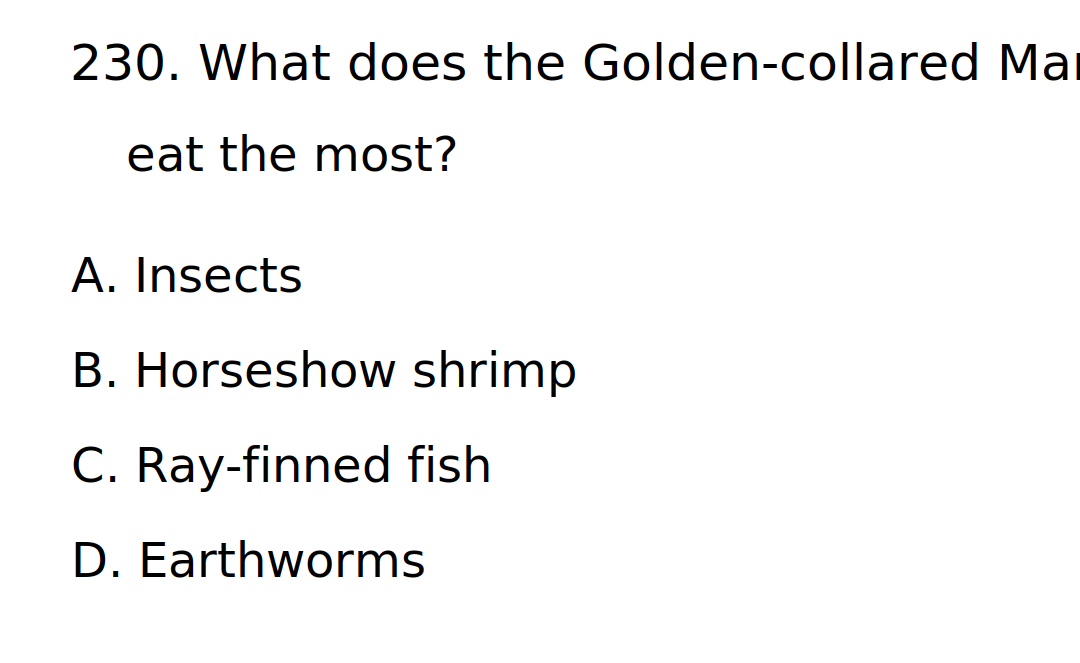 230. What does the Golden-collared
eat the most?
A. Insects
B. Horseshow shrimp
C. Ray-finned fish
D. Earthworms